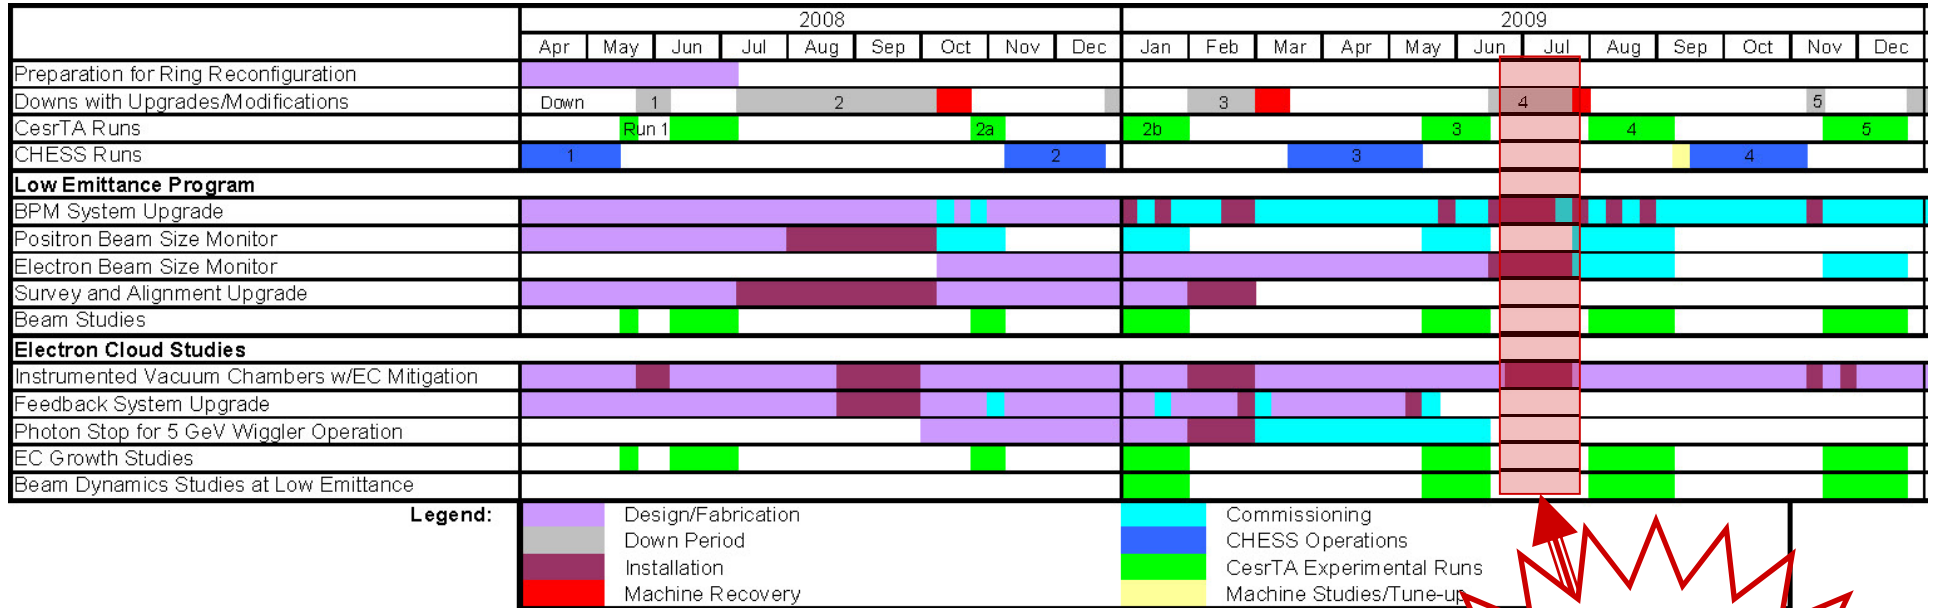 2008 2009
Apr May Jun Jul Aug Sep Oct Nov Dec Jan Feb Mar Apr May Jun Jul Aug Sep Oct Nov Dec
Preparation for Ring Reconfiguration
Downs with Upgrades/Modifications Down 1 2 3 4 5
CesrTA Runs Run 1 2a 2b 3 4 5
CHESS Runs 1 2 3 4
Low Emittance Program
BPM System Upgrade
Positron Beam Size Monitor
Electron Beam Size Monitor
Survey and Alignment Upgrade
Beam Studies
Electron Cloud Studies
Instrumented Vacuum Chambers w/EC Mitigation
Feedback System Upgrade
Photon Stop for 5 GeV Wiggler Operation
EC Growth Studies
Beam Dynamics Studies at Low Emittance
Legend: Design/Fabrication Commissioning
Down Period CHESS Operations
Installation CesrTA Experimental Runs
Machine Recovery Machine Studies/Tune-up